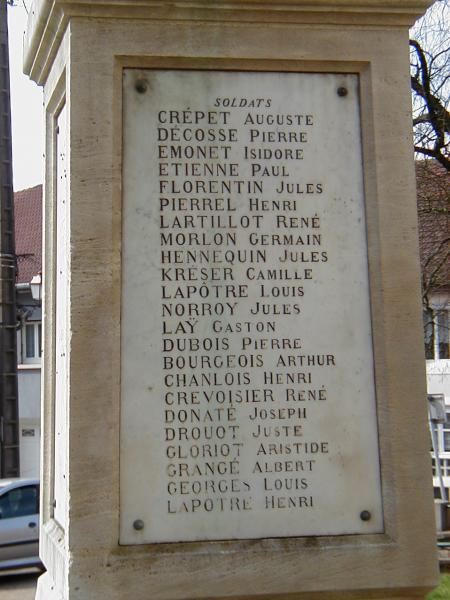 SOLDATS
CRÉPET AUGUSTE
DÉCOSSE PIERRE
EMONET ISIDORE
ETIENNE PAUL
FLORENTIN JULES
PIERREL HENRI
LARTILLOT RENÉ
MORLON GERMAIN
HENNEQUIN JULES
KRESER CAMILLE
LAPÔTRE LOUIS
NORROY JULES
LAŸ GASTON
DUBOIS PIERRE
BOURGEOIS ARTHUR
CHANLOIS HENRI
CREVOISIER RENÉ
DONATÉ JOSEPH
DROUOT JUSTE
GLORIOT ARISTIDE
GRANGÉ ALBERT
GEORGES LOUIS
LAPOTRE HENRI